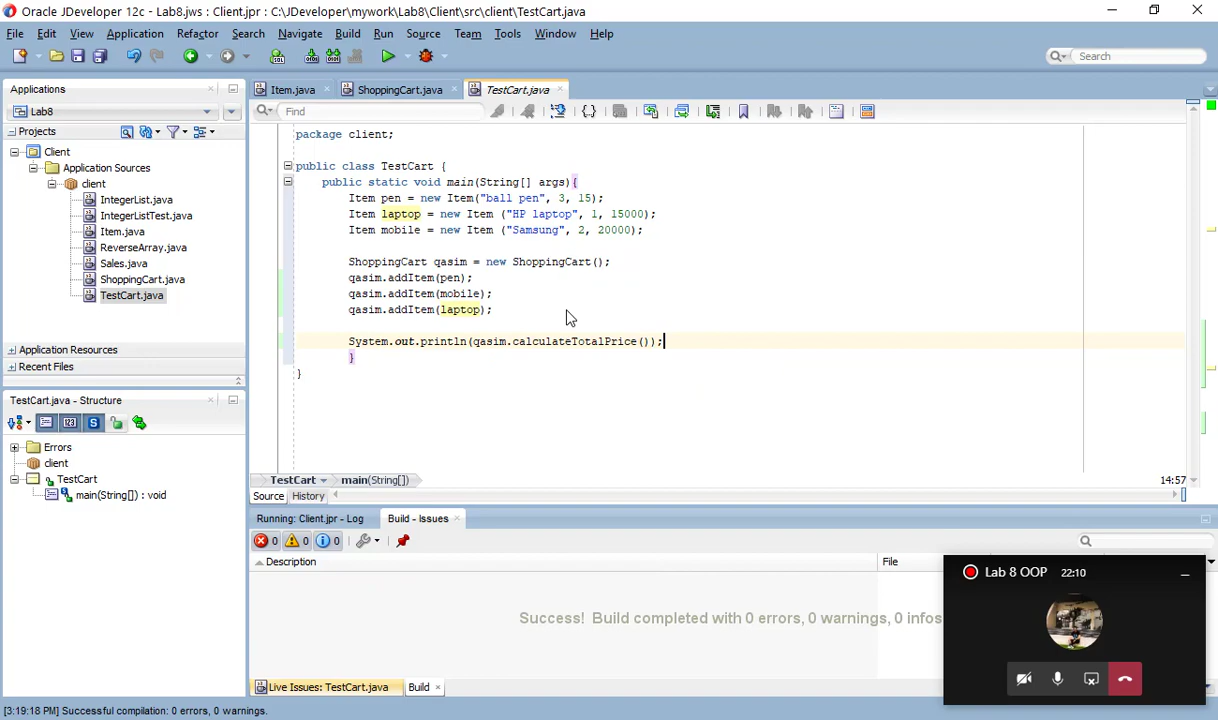 Oracle JDeveloper 12c - Lab8.jws : Client.jpr : C:\JDeveloper\mywork\Lab8\Client\src\client\TestCart.java
File Edit View Application Refactor Search Navigate Build Run Source Team Tools Window Help
Search
Applications
Lab8
Projects
Client
Application Sources
client
IntegerList.java
IntegerListTest.java
Item.java
ReverseArray.java
Sales.java
ShoppingCart.java
TestCart.java
Application Resources
Recent Files
TestCart.java - Structure
Errors
client
TestCart
main(String[]) : void
Item.java ShoppingCart.java TestCart.java
Find
package client;
public class TestCart {
public static void main(String[] args){
Item pen = new Item("ball pen", 3, 15);
Item laptop = new Item ("HP laptop", 1, 15000);
Item mobile = new Item ("Samsung", 2, 20000);
ShoppingCart qasim = new ShoppingCart();
qasim.addItem(pen);
qasim.addItem(mobile);
qasim.addItem(laptop);
System.out.println(qasim.calculateTotalPrice());
}
}
TestCart main(String[])
14:57
Source History
Running: Client.jpr - Log Build - Issues
0 0 0
Description File
Success! Build completed with 0 errors, 0 warnings, 0 infos
Live Issues: TestCart.java Build
Lab 8 OOP 22:10
[3:19:18 PM] Successful compilation: 0 errors, 0 warnings.